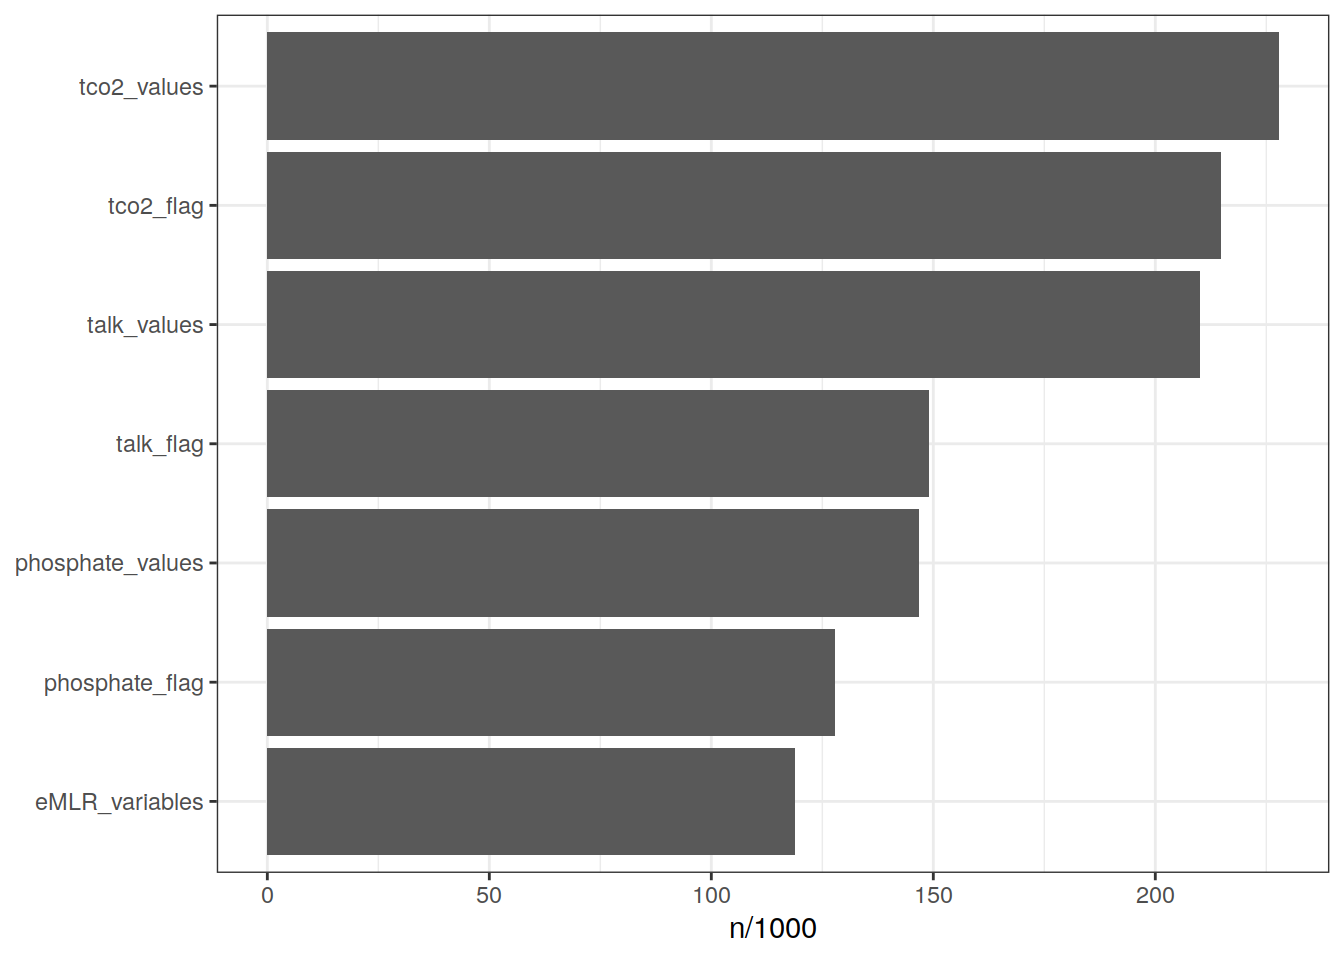 tco2_values
tco2_flag
talk_values
talk_flag
phosphate_values
phosphate_flag
eMLR_variables
0 50 100 150 200
n/1000